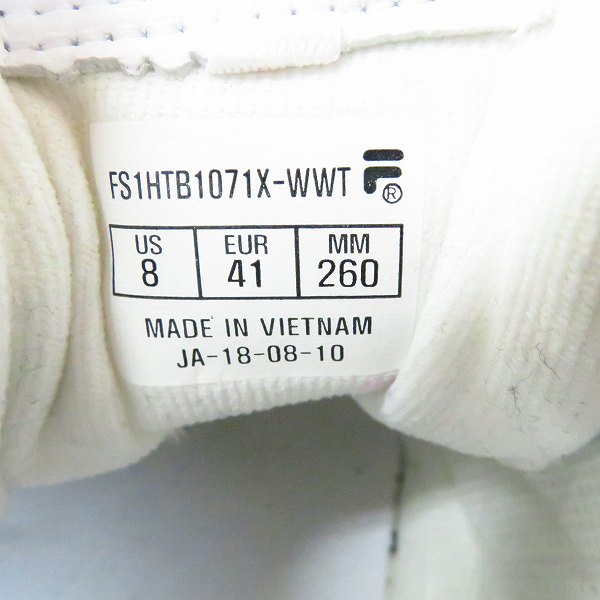 FS1HTB1071X-WWT F®
US EUR MM
8 41 260
MADE IN VIETNAM
JA-18-08-10